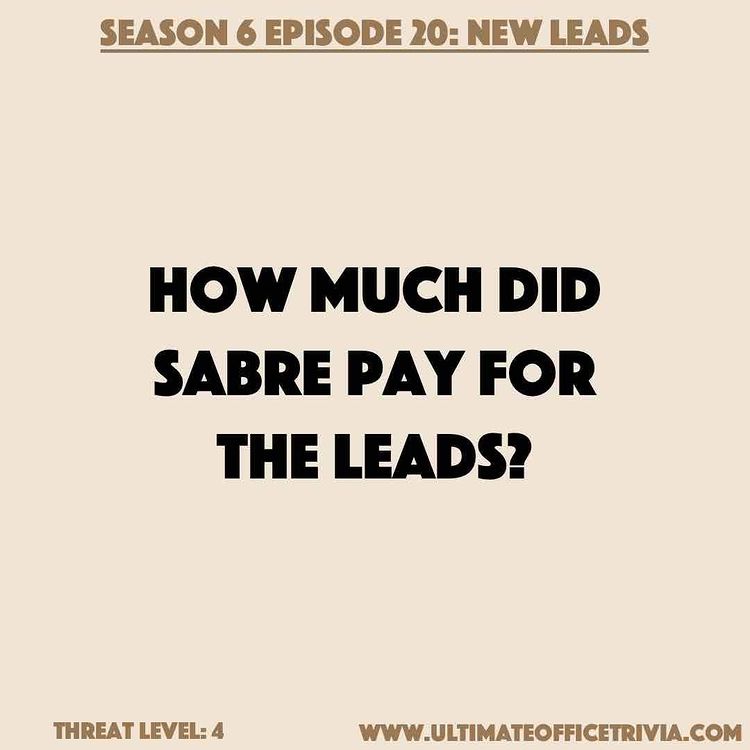 SEASON 6 EPISODE 20: NEW LEADS
HOW MUCH DID
SABRE PAY FOR
THE LEADS?
THREAT LEVEL: 4
WWW.ULTIMATEOFFICETRIVIA.COM